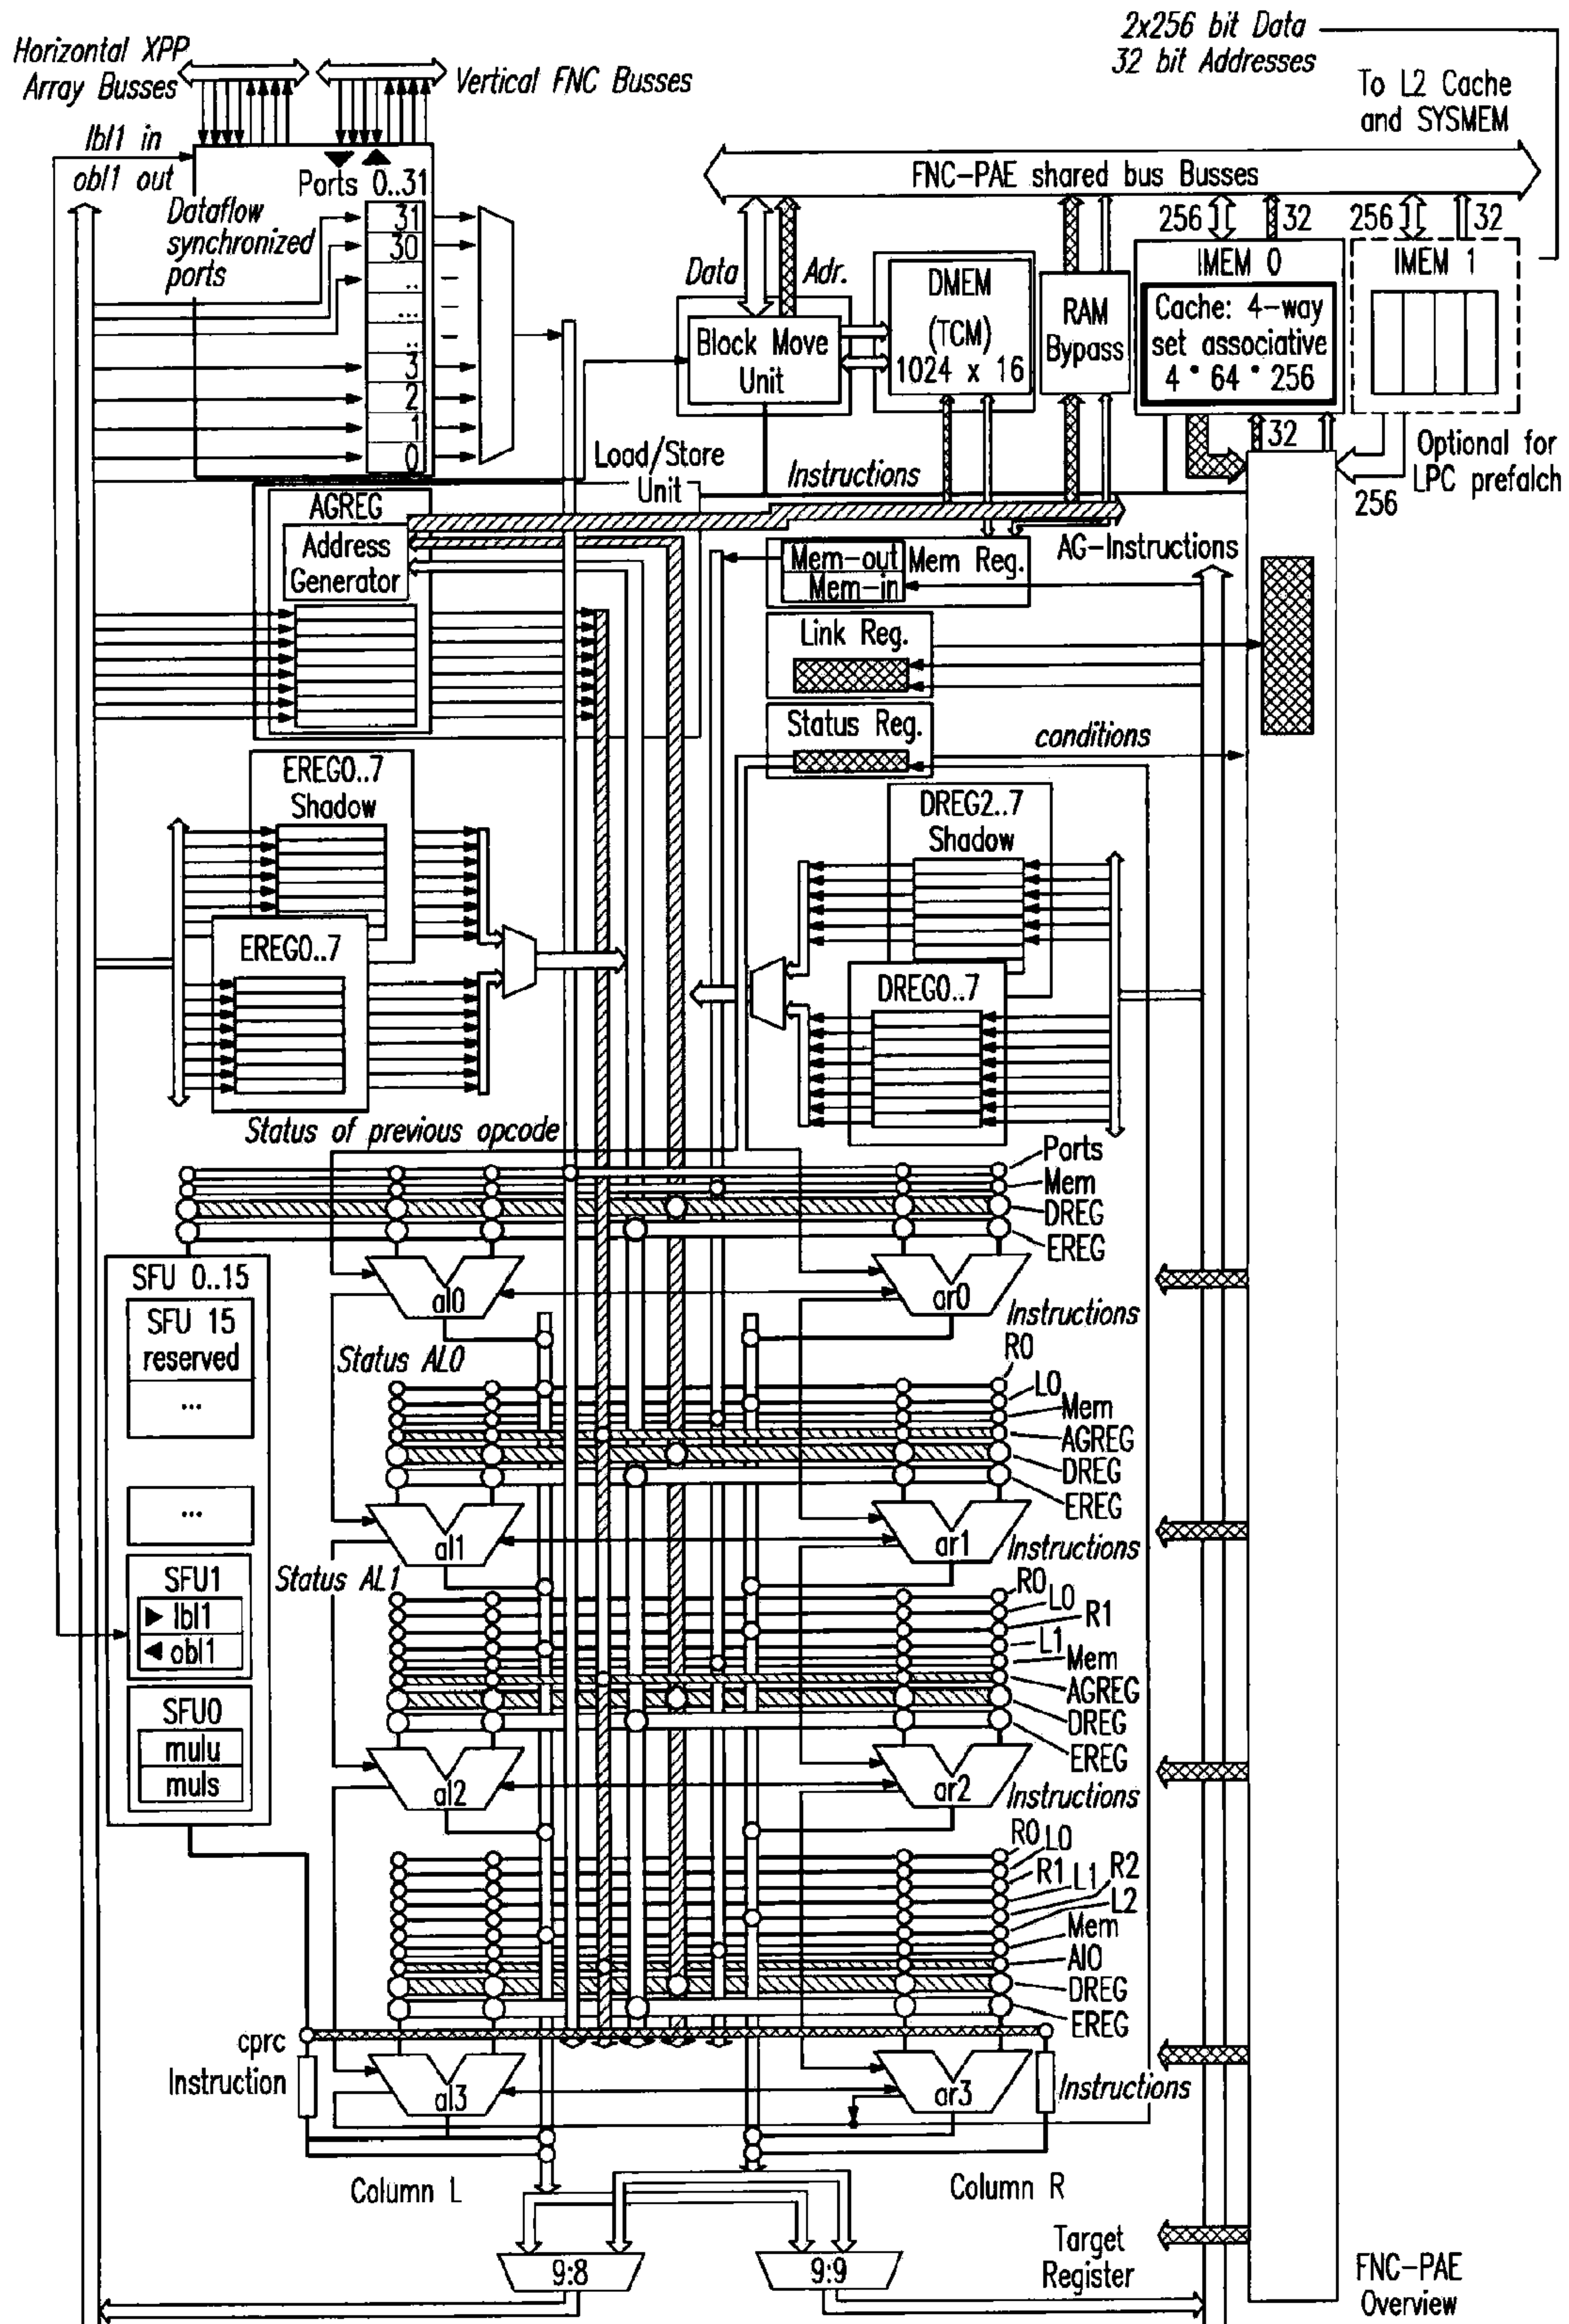 2x256 bit Data
32 bit Addresses
Horizontal XPP
Array Busses
Vertical FNC Busses
To L2 Cache
and SYSMEM
lbl1 in
obl1 out
Ports 0..31
FNC-PAE shared bus Busses
Dataflow
synchronized
ports
31
30
..
...
..
3
2
1
0
256
32
256
32
Data
Adr.
DMEM
(TCM)
1024 x 16
RAM
Bypass
IMEM 0
Cache: 4-way
set associative
4 * 64 * 256
IMEM 1
Block Move
Unit
32
Optional for
LPC prefalch
256
Load/Store
Unit
Instructions
AGREG
Address
Generator
Mem-out
Mem-in
Mem Reg.
AG-Instructions
Link Reg.
Status Reg.
conditions
EREG0..7
Shadow
DREG2..7
Shadow
EREG0..7
DREG0..7
Status of previous opcode
Ports
Mem
DREG
EREG
SFU 0..15
SFU 15
reserved
...
al0
ar0
Instructions
Status AL0
R0
L0
Mem
AGREG
DREG
EREG
...
al1
ar1
Instructions
SFU1
lbl1
obl1
Status AL1
R0
L0
R1
L1
Mem
AGREG
DREG
EREG
SFU0
mulu
muls
al2
ar2
Instructions
R0
L0
R1
L1
R2
L2
Mem
AIO
DREG
EREG
cprc
Instruction
al3
ar3
Instructions
Column L
Column R
9:8
9:9
Target
Register
FNC-PAE
Overview